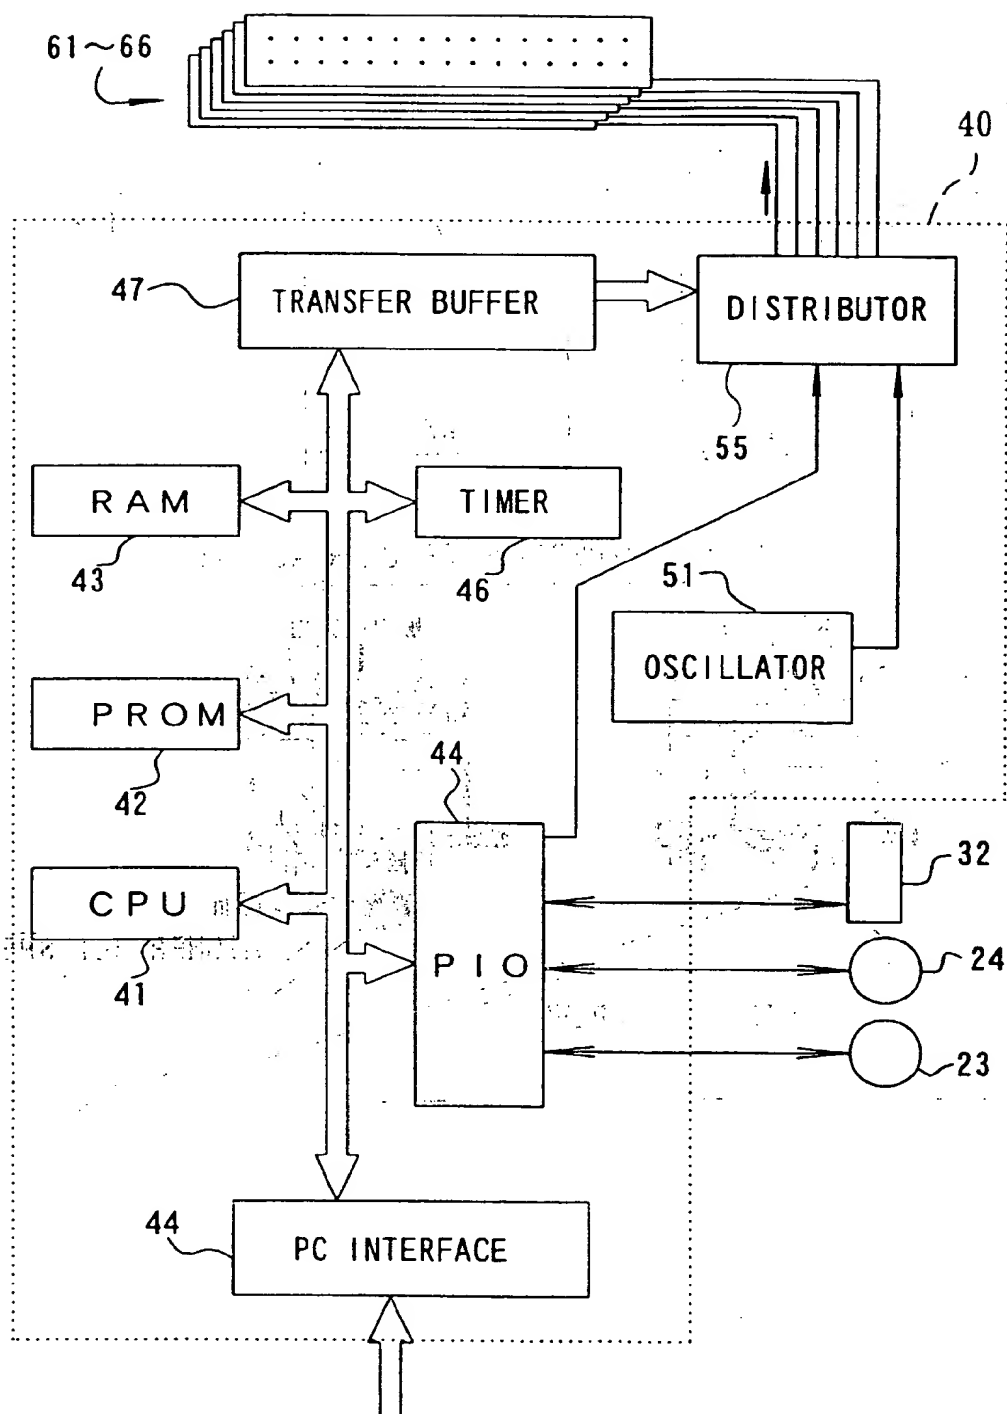 61~66
40
47
TRANSFER BUFFER
DISTRIBUTOR
55
RAM
TIMER
43
46
51
OSCILLATOR
PROM
42
44
32
CPU
41
PIO
24
23
44
PC INTERFACE